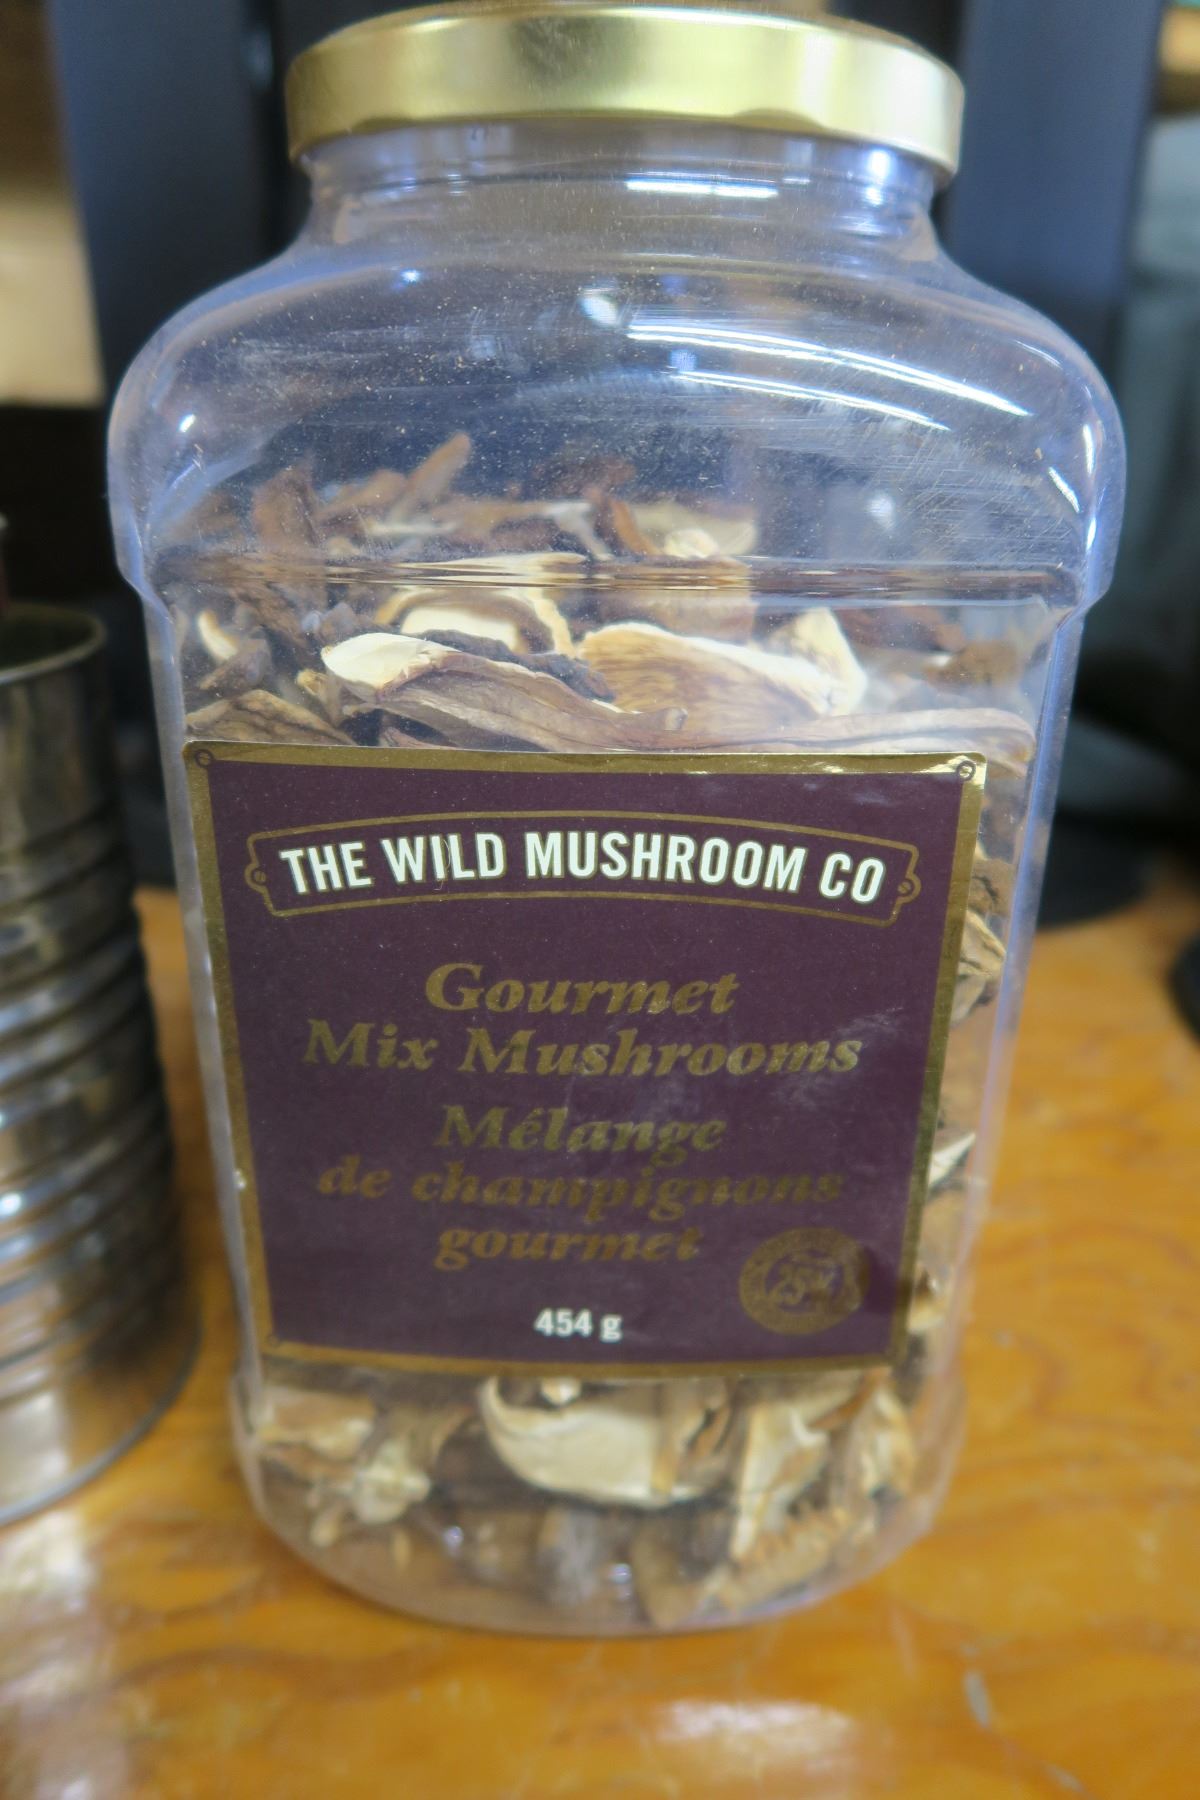 THE WILD MUSHROOM CO
Gourmet
Mix Mushrooms
Mélange
de champignons
gourmet
454 g